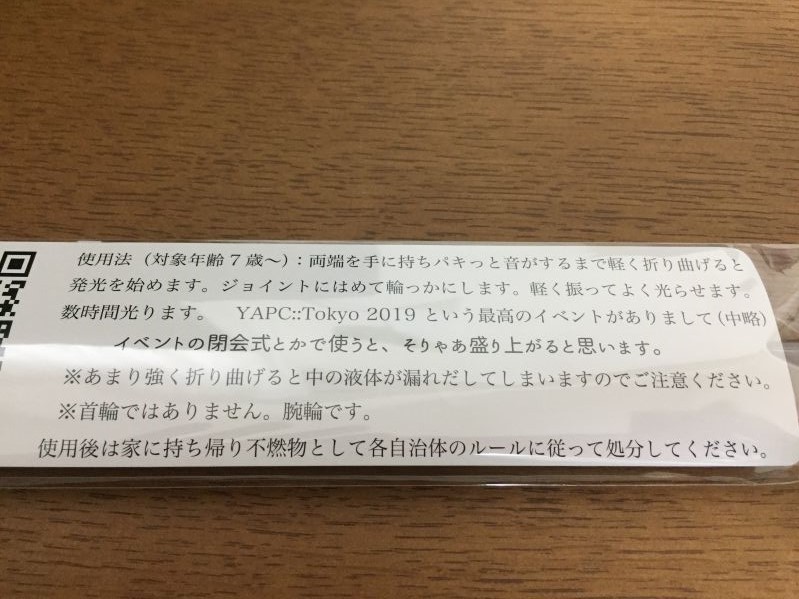 使用法（対象年齢７歳～）：両端を手に持ちパキっと音がするまで軽く折り曲げると
発光を始めます。ジョイントにはめて輪っかにします。軽く振ってよく光らせます。
数時間光ります。　YAPC::Tokyo 2019 という最高のイベントがありまして（中略）
イベントの閉会式とかで使うと、そりゃあ盛り上がると思います。
※あまり強く折り曲げると中の液体が漏れだしてしまいますのでご注意ください。
※首輪ではありません。腕輪です。
使用後は家に持ち帰り不燃物として各自治体のルールに従って処分してください。